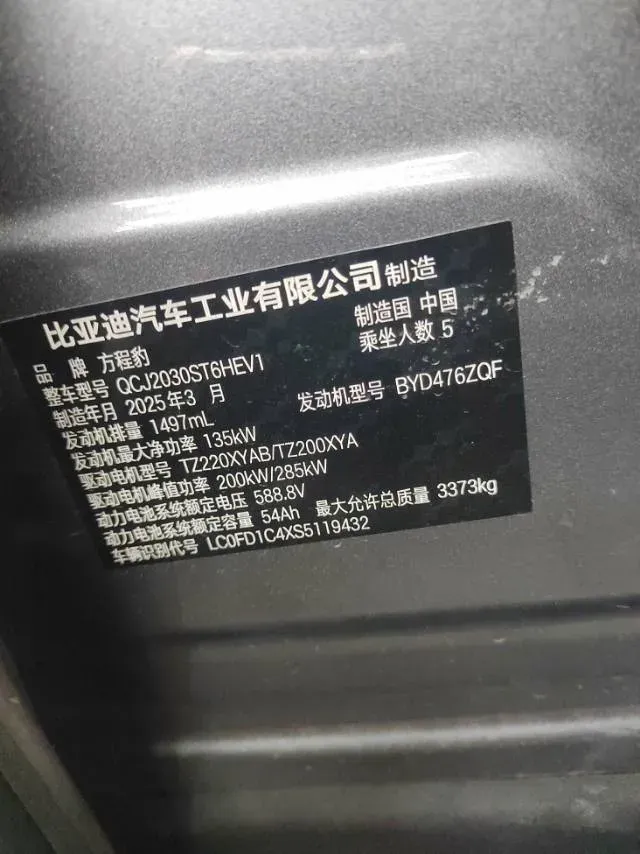 比亚迪汽车工业有限公司制造
品 牌 方程豹 制造国 中国
整车型号 QCJ2030ST6HEV1 乘坐人数 5
制造年月 2025年3月
发动机排量 1497mL 发动机型号 BYD476ZQF
发动机最大净功率 135kW
驱动电机型号 TZ220XYAB/TZ200XYA
驱动电机峰值功率 200kW/285kW
动力电池系统额定电压 588.8V
动力电池系统额定容量 54Ah 最大允许总质量 3373kg
车辆识别代号 LC0FD1C4XS5119432